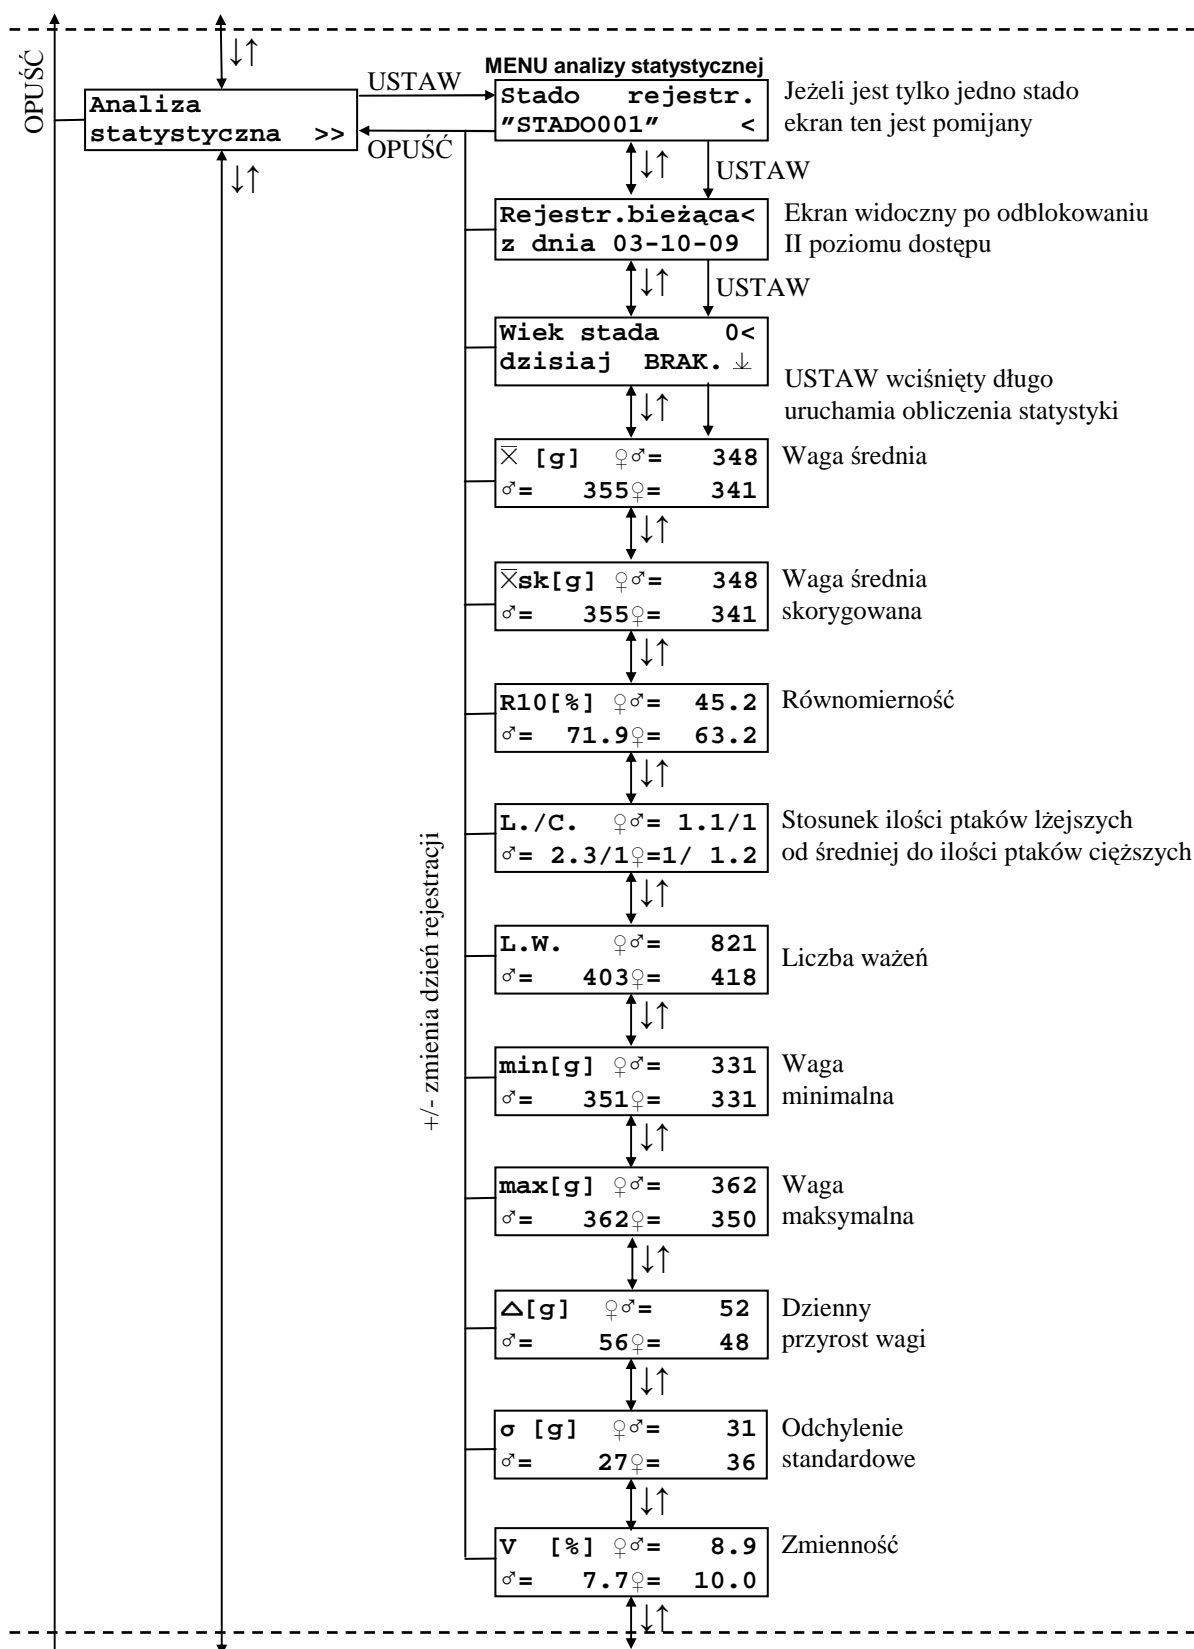 OPUŚĆ
↓↑
MENU analizy statystycznej
USTAW
Analiza
statystyczna >>
OPUŚĆ
Stado rejestr.
"STADO001" <
Jeżeli jest tylko jedno stado
ekran ten jest pomijany
↓↑
↓↑
USTAW
Rejestr.bieżąca<
z dnia 03-10-09
Ekran widoczny po odblokowaniu
II poziomu dostępu
↓↑
USTAW
Wiek stada 0<
dzisiaj BRAK. ↓
USTAW wciśnięty długo
uruchamia obliczenia statystyki
↓↑
X̅ [g] ♀♂= 348
♂= 355♀= 341
Waga średnia
↓↑
X̅sk[g] ♀♂= 348
♂= 355♀= 341
Waga średnia
skorygowana
↓↑
R10[%] ♀♂= 45.2
♂= 71.9♀= 63.2
Równomierność
↓↑
L./C. ♀♂= 1.1/1
♂= 2.3/1♀=1/ 1.2
Stosunek ilości ptaków lżejszych
od średniej do ilości ptaków cięższych
↓↑
+/- zmienia dzień rejestracji
L.W. ♀♂= 821
♂= 403♀= 418
Liczba ważeń
↓↑
min[g] ♀♂= 331
♂= 351♀= 331
Waga
minimalna
↓↑
max[g] ♀♂= 362
♂= 362♀= 350
Waga
maksymalna
↓↑
△[g] ♀♂= 52
♂= 56♀= 48
Dzienny
przyrost wagi
↓↑
σ [g] ♀♂= 31
♂= 27♀= 36
Odchylenie
standardowe
↓↑
V [%] ♀♂= 8.9
♂= 7.7♀= 10.0
Zmienność
↓↑